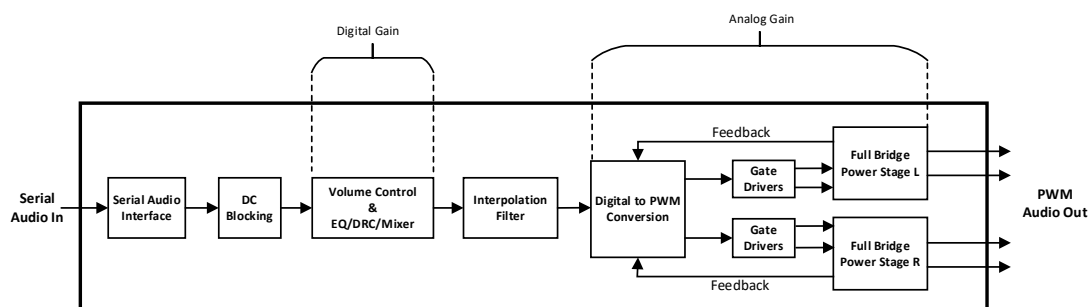 Digital Gain
Analog Gain
Feedback
Serial
Audio In
Serial Audio
Interface
DC
Blocking
Volume Control
&
EQ/DRC/Mixer
Interpolation
Filter
Digital to PWM
Conversion
Gate
Drivers
Full Bridge
Power Stage L
Gate
Drivers
Full Bridge
Power Stage R
Feedback
PWM
Audio Out